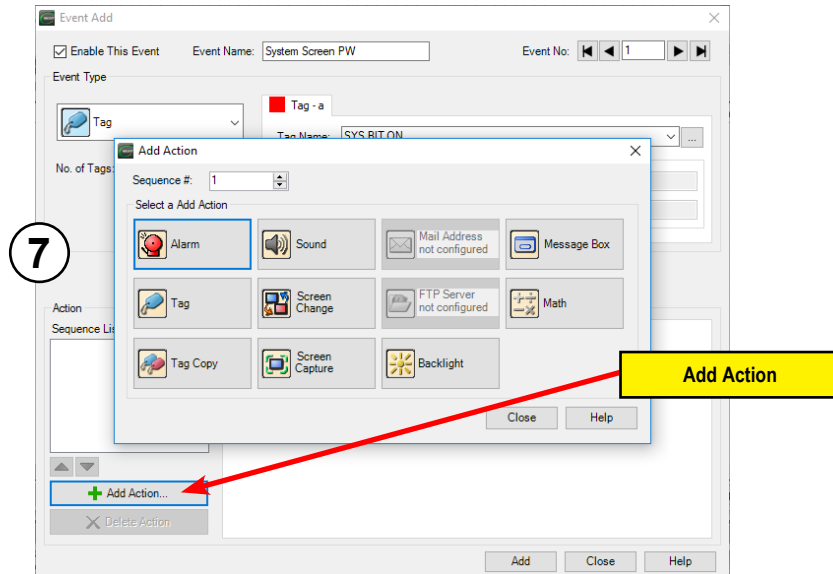 Event Add
Enable This Event Event Name: System Screen PW Event No: 1
Event Type
Tag - a
Tag
Tag Name: SYS BIT ON ...
No. of Tags:
Add Action
Sequence #: 1
Select a Add Action
Alarm
Sound
Mail Address
not configured
Message Box
7
Tag
Screen
Change
FTP Server
not configured
Math
Action
Sequence Lis
Tag Copy
Screen
Capture
Backlight
Add Action
Close Help
Add Action...
Delete Action
Add Close Help